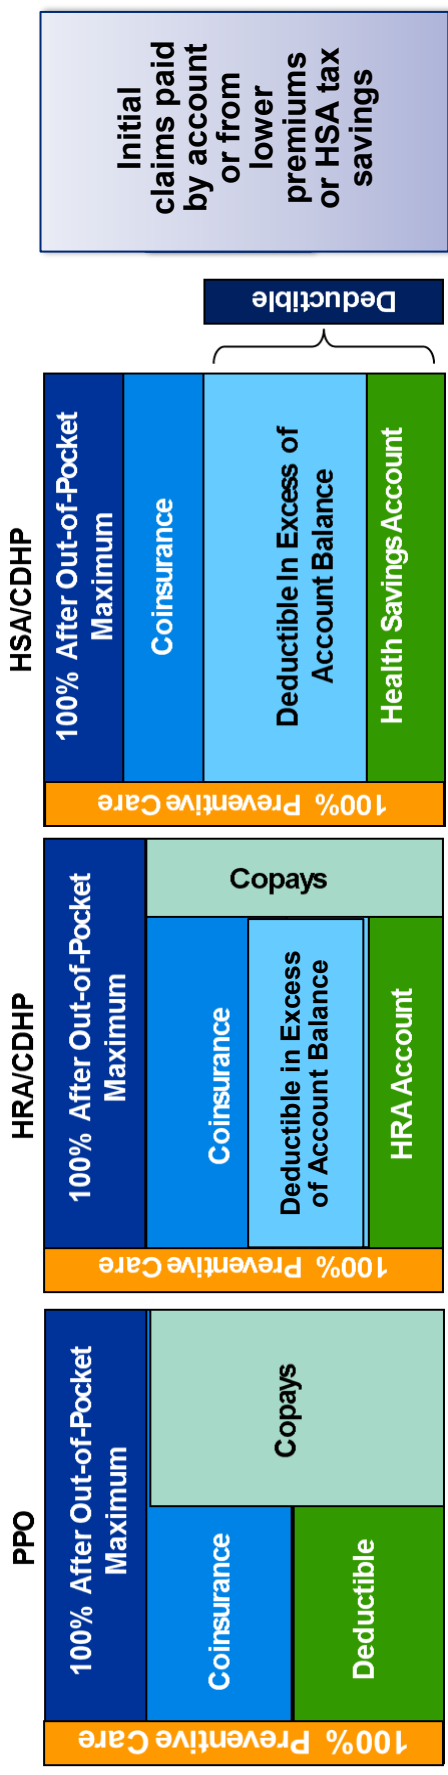 PPO
100% Preventive Care
100% After Out-of-Pocket
Maximum
Coinsurance
Deductible
Copays
HRA/CDHP
100% Preventive Care
100% After Out-of-Pocket
Maximum
Coinsurance
Deductible in Excess
of Account Balance
HRA Account
Copays
HSA/CDHP
100% Preventive Care
100% After Out-of-Pocket
Maximum
Coinsurance
Deductible In Excess of
Account Balance
Health Savings Account
Deductible
Initial
claims paid
by account
or from
lower
premiums
or HSA tax
savings